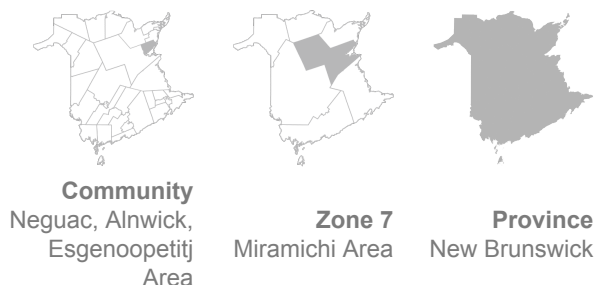 Community
Neguac, Alnwick,
Esgenoopetitj
Area
Zone 7
Miramichi Area
Province
New Brunswick